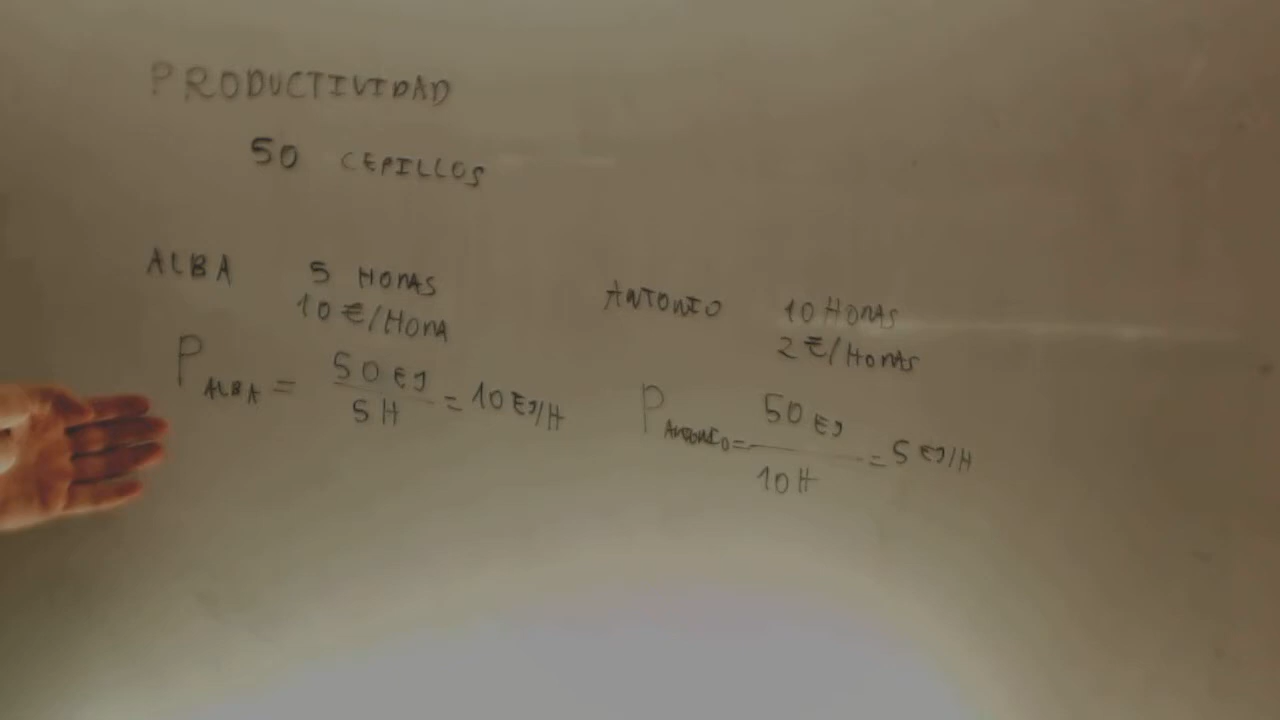 PRODUCTIVIDAD
50 CEPILLOS
ALBA 5 HORAS
10 €/HORA
P ALBA = 50 EJ / 5 H = 10 EJ/H
ANTONIO 10 HORAS
2 €/HORAS
P ANTONIO = 50 EJ / 10 H = 5 EJ/H